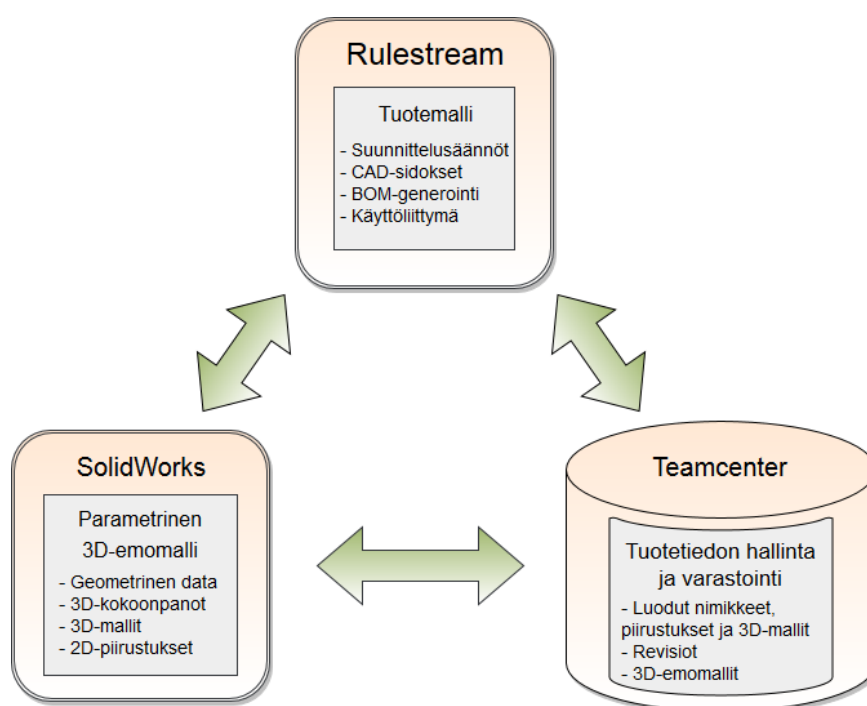 Rulestream
Tuotemalli
- Suunnittelusäännöt
- CAD-sidokset
- BOM-generointi
- Käyttöliittymä
SolidWorks
Parametrinen
3D-emomalli
- Geometrinen data
- 3D-kokoonpanot
- 3D-mallit
- 2D-piirustukset
Teamcenter
Tuotetiedon hallinta
ja varastointi
- Luodut nimikkeet,
piirustukset ja 3D-mallit
- Revisiot
- 3D-emomallit